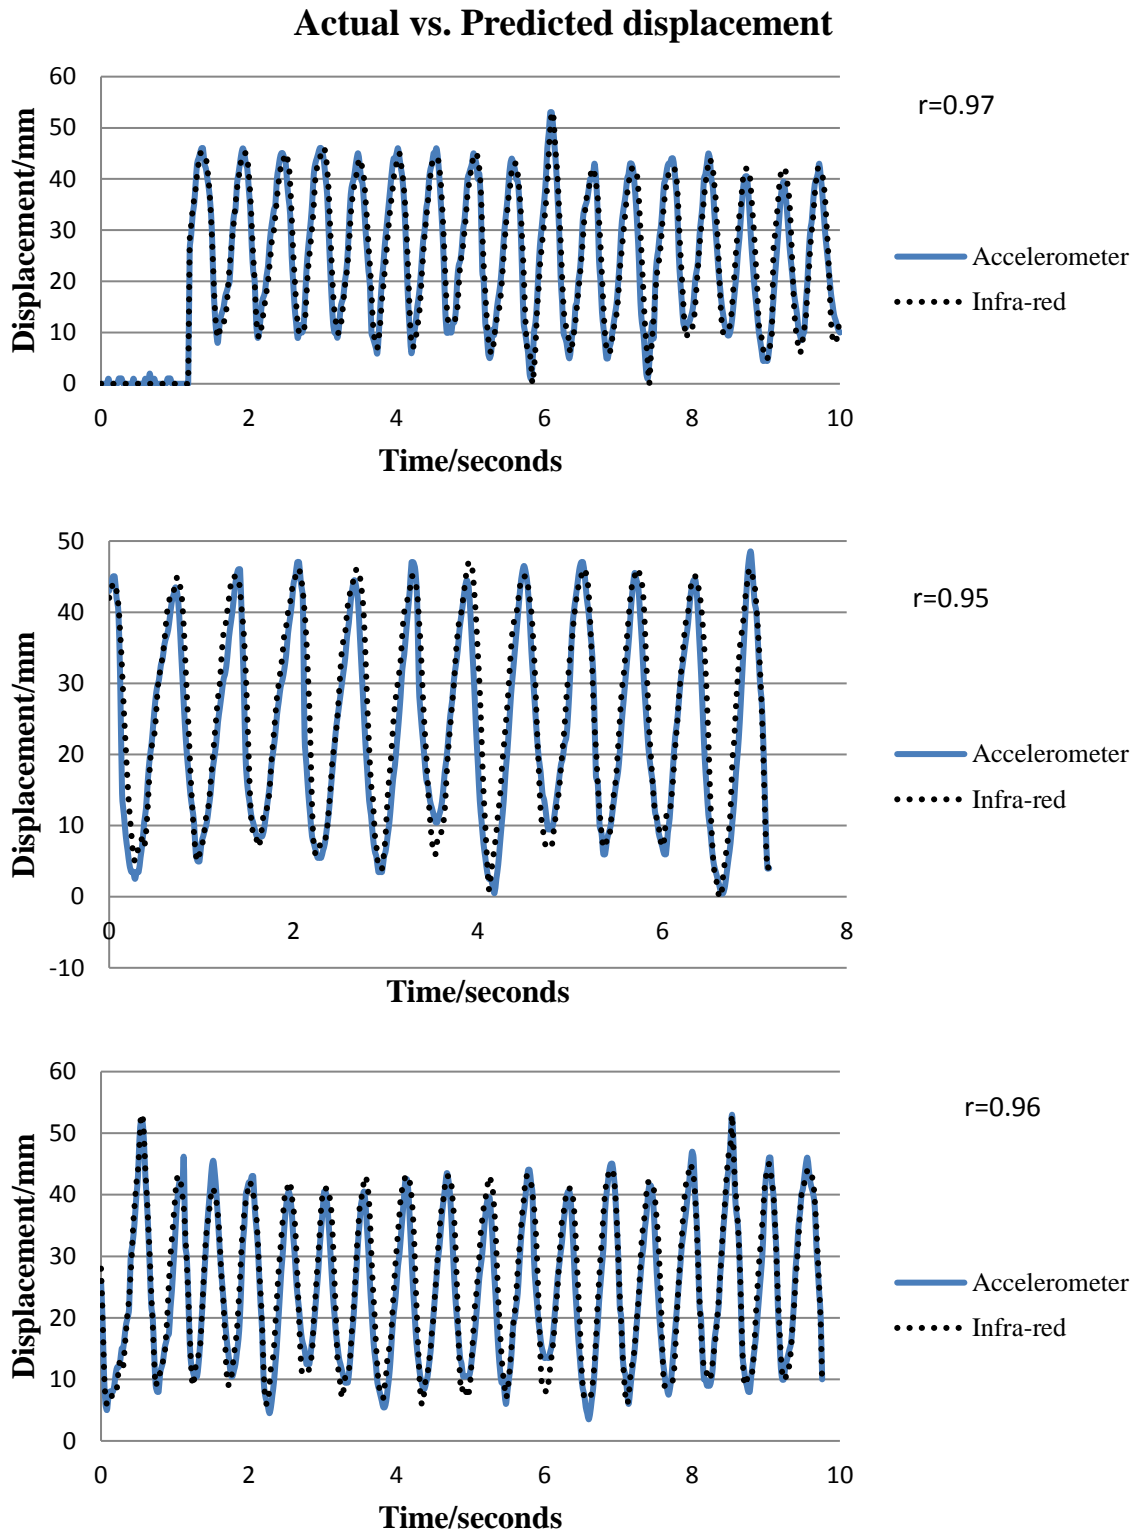 Actual vs. Predicted displacement
60
50
40
30
20
10
0
Displacement/mm
0 2 4 6 8 10
Time/seconds
r=0.97
Accelerometer
Infra-red
50
40
30
20
10
0
-10
Displacement/mm
0 2 4 6 8
Time/seconds
r=0.95
Accelerometer
Infra-red
60
50
40
30
20
10
0
Displacement/mm
0 2 4 6 8 10
Time/seconds
r=0.96
Accelerometer
Infra-red